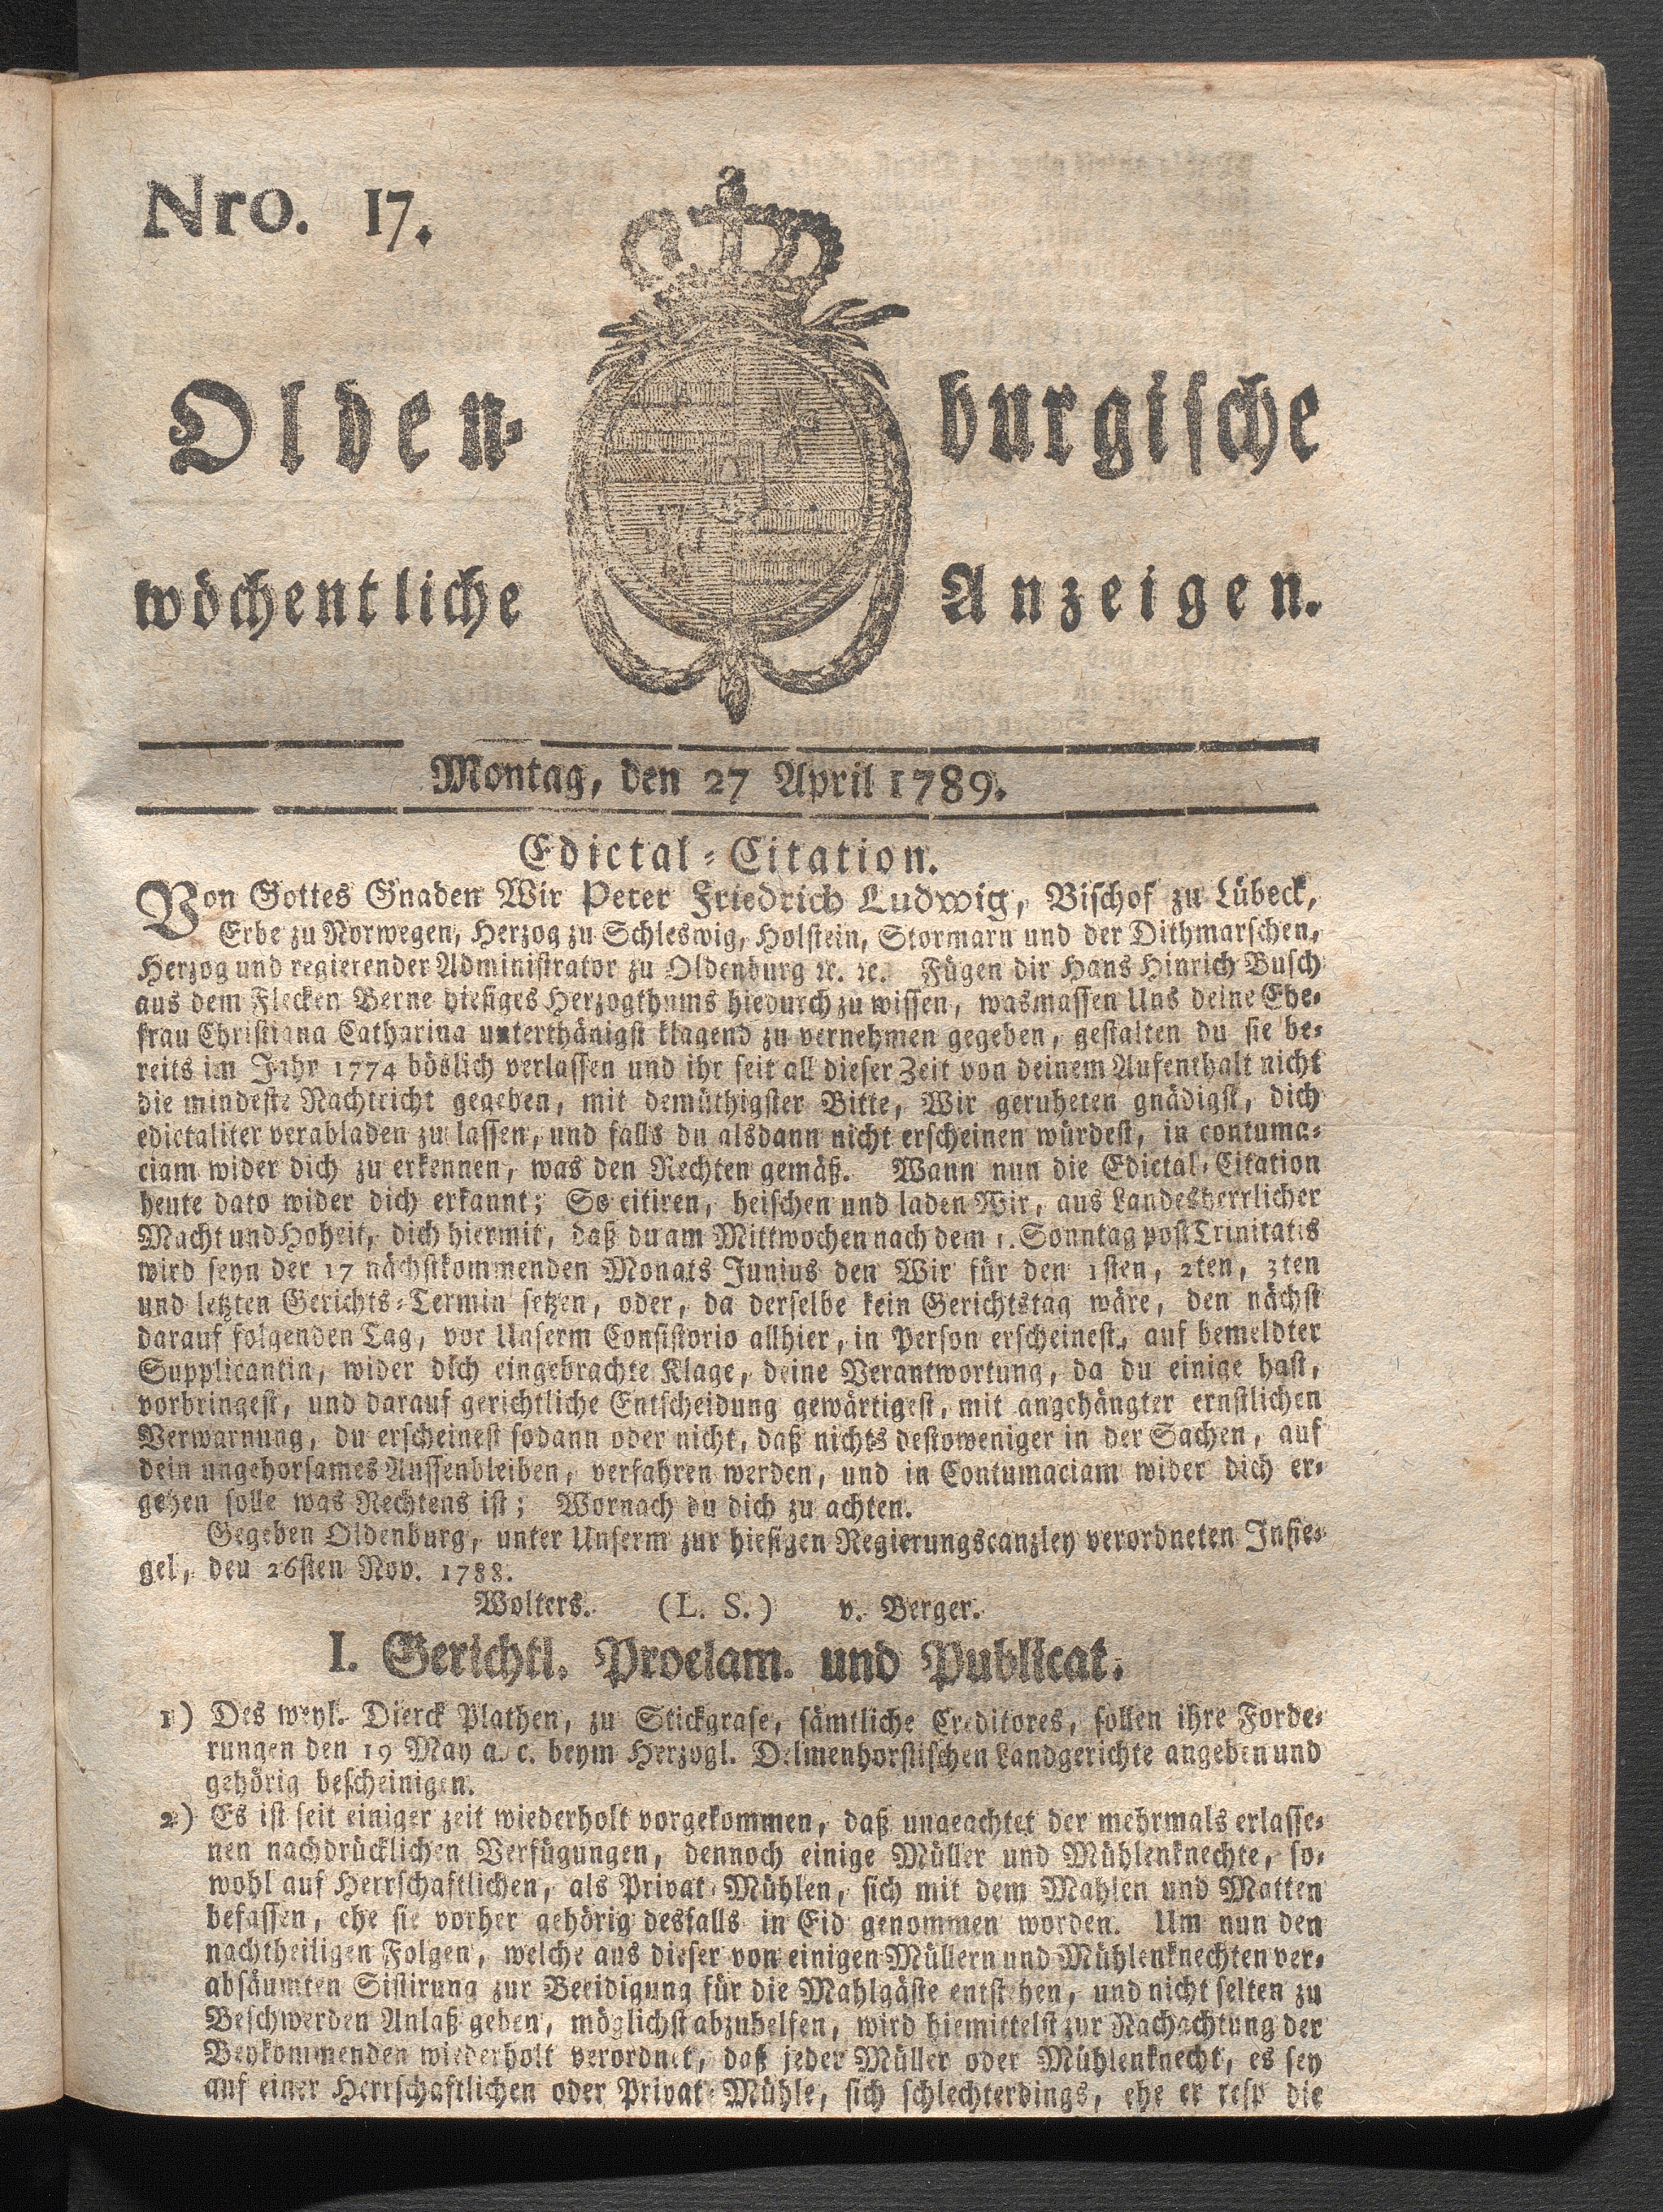 Nro. 17.
Olden-
burgische
wöchentliche
Anzeigen.
Montag, den 27 April 1789.
Edictal-Citation.
Von Gottes Gnaden Wir Peter Friedrich Ludwig, Bischof zu Lübeck,
Erbe zu Norwegen, Herzog zu Schleswig, Holstein, Stormarn und der Dithmarschen,
Herzog und regierender Administrator zu Oldenburg ꝛc. ꝛc. Fügen dir Hans Hinrich Busch
aus dem Flecken Berne hiesiges Herzogthums hiedurch zu wissen, wasmassen Uns deine Ehe-
frau Christiana Catharina unterthänigst klagend zu vernehmen gegeben, gestalten du sie be-
reits im Jahr 1774 böslich verlassen und ihr seit all dieser Zeit von deinem Aufenthalt nicht
die mindeste Nachtricht gegeben, mit demüthigster Bitte, Wir geruheten gnädigst, dich
edictaliter verabladen zu lassen, und falls du alsdann nicht erscheinen würdest, in contuma-
ciam wider dich zu erkennen, was den Rechten gemäß. Wann nun die Edictal-Citation
heute dato wider dich erkannt; So citiren, heischen und laden Wir, aus Landesherrlicher
Macht und Hoheit, dich hiermit, daß du am Mittwochen nach dem 1. Sonntag post Trinitatis
wird seyn der 17 nächstkommenden Monats Junius den Wir für den 1sten, 2ten, 3ten
und letzten Gerichts-Termin setzen, oder, da derselbe kein Gerichtstag wäre, den nächst
darauf folgenden Tag, vor Unserm Consistorio allhier, in Person erscheinest, auf bemeldter
Supplicantin, wider dich eingebrachte Klage, deine Verantwortung, da du einige hast,
vorbringest, und darauf gerichtliche Entscheidung gewärtigest, mit angehängter ernstlichen
Verwarnung, du erscheinest sodann oder nicht, daß nichts destoweniger in der Sachen, auf
dein ungehorsames Aussenbleiben, verfahren werden, und in Contumaciam wider dich er-
gehen solle was Rechtens ist; Wornach du dich zu achten.
Gegeben Oldenburg, unter Unserm zur hiesigen Regierungscanzley verordneten Insie-
gel, den 26sten Nov. 1788.
Wolters. (L. S.) v. Berger.
I. Gerichtl. Proclam. und Publicat.
1) Des weyl. Dierck Plathen, zu Stickgrase, sämtliche Creditores, sollen ihre Forde-
rungen den 19 May a. c. beym Herzogl. Delmenhorstischen Landgerichte angeben und
gehörig bescheinigen.
2) Es ist seit einiger zeit wiederholt vorgekommen, daß ungeachtet der mehrmals erlasse-
nen nachdrücklichen Verfügungen, dennoch einige Müller und Mühlenknechte, so-
wohl auf Herrschaftlichen, als Privat-Mühlen, sich mit dem Mahlen und Matten
befassen, ehe sie vorher gehörig desfalls in Eid genommen worden. Um nun den
nachtheiligen Folgen, welche aus dieser von einigen Müllern und Mühlenknechten ver-
absäumten Sistirung zur Beeidigung für die Mahlgäste entstehen, und nicht selten zu
Beschwerden Anlaß geben, möglichst abzuhelfen, wird hiemittelst zur Nachachtung der
Beykommenden wiederholt verordnet, daß jeder Müller oder Mühlenknecht, es sey
auf einer Herrschaftlichen oder Privat-Mühle, sich schlechterdings, ehe er resp die